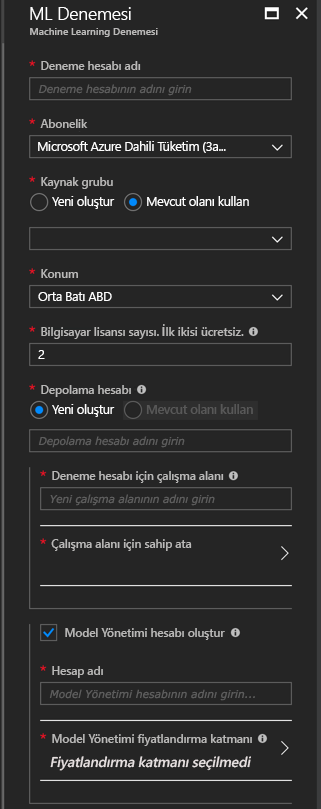 ML Denemesi
Machine Learning Denemesi
* Deneme hesabı adı
Deneme hesabının adını girin
* Abonelik
Microsoft Azure Dahili Tüketim (3a...
* Kaynak grubu
Yeni oluştur Mevcut olanı kullan
* Konum
Orta Batı ABD
* Bilgisayar lisansı sayısı. İlk ikisi ücretsiz.
2
* Depolama hesabı
Yeni oluştur Mevcut olanı kullan
Depolama hesabı adını girin
* Deneme hesabı için çalışma alanı
Yeni çalışma alanının adını girin
* Çalışma alanı için sahip ata
Model Yönetimi hesabı oluştur
* Hesap adı
Model Yönetimi hesabının adını girin...
* Model Yönetimi fiyatlandırma katmanı
Fiyatlandırma katmanı seçilmedi